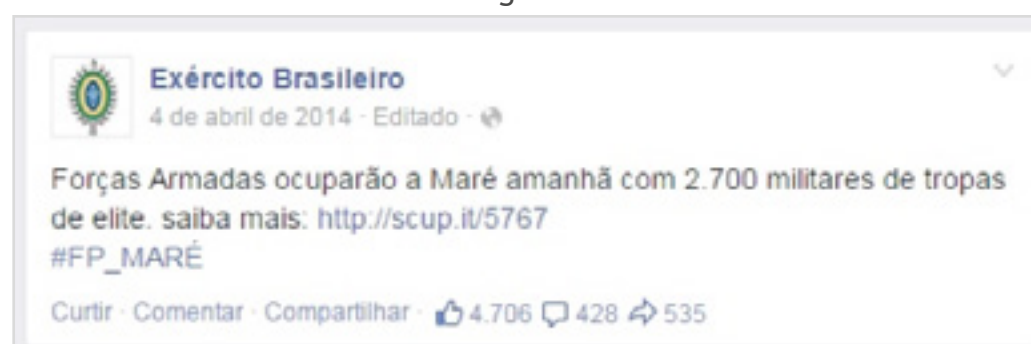 Exército Brasileiro
4 de abril de 2014 · Editado ·
Forças Armadas ocuparão a Maré amanhã com 2.700 militares de tropas
de elite. saiba mais: http://scup.it/5767
#FP_MARÉ
Curtir · Comentar · Compartilhar · 4.706 428 535